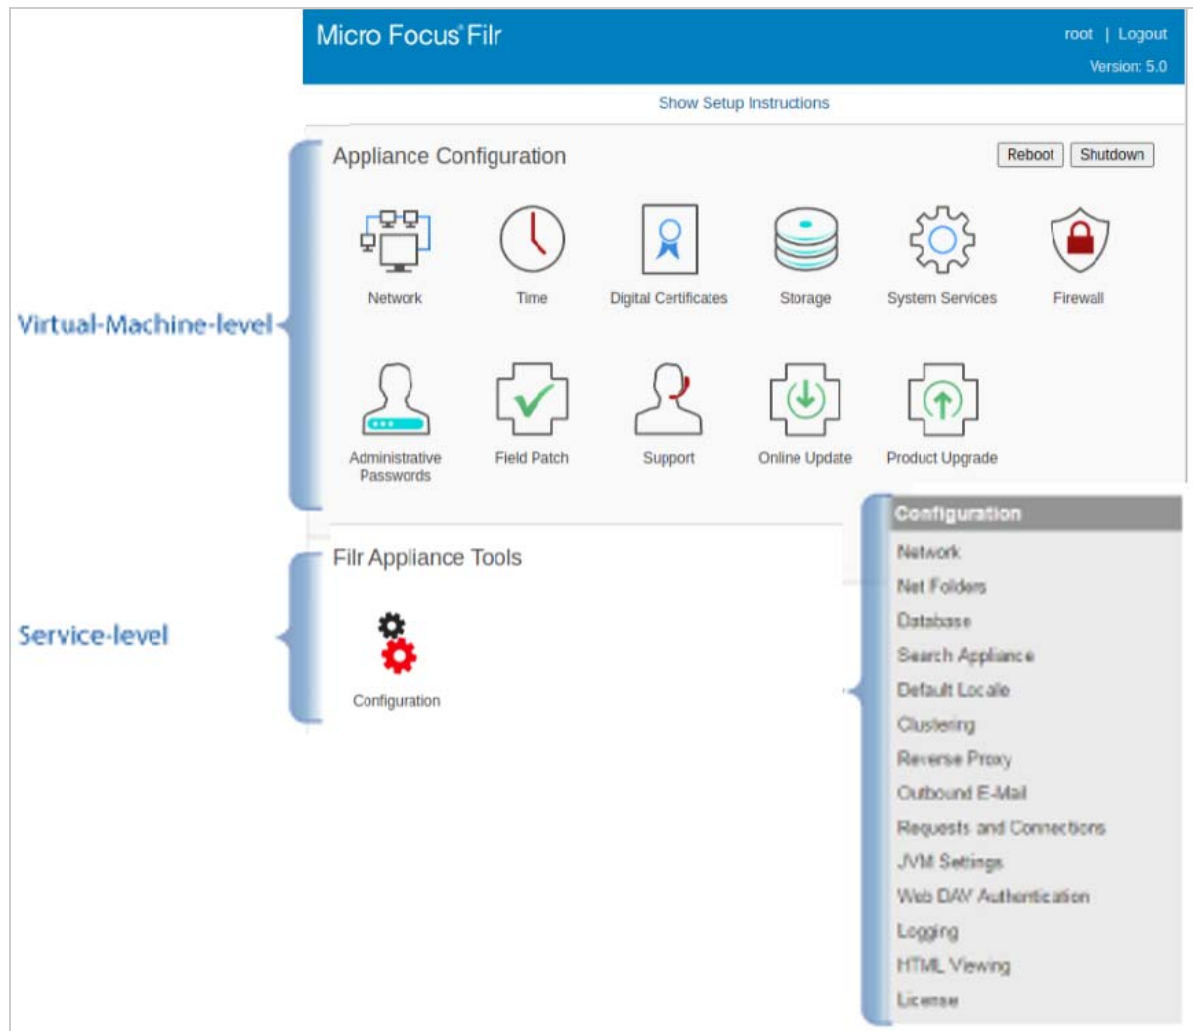 Micro Focus® Filr
root | Logout
Version: 5.0
Show Setup Instructions
Appliance Configuration
Reboot Shutdown
Network Time Digital Certificates Storage System Services Firewall
Virtual-Machine-level
Administrative Passwords Field Patch Support Online Update Product Upgrade
Filr Appliance Tools
Service-level
Configuration
Configuration
Network
Net Folders
Database
Search Appliance
Default Locale
Clustering
Reverse Proxy
Outbound E-Mail
Requests and Connections
JVM Settings
Web DAV Authentication
Logging
HTML Viewing
License